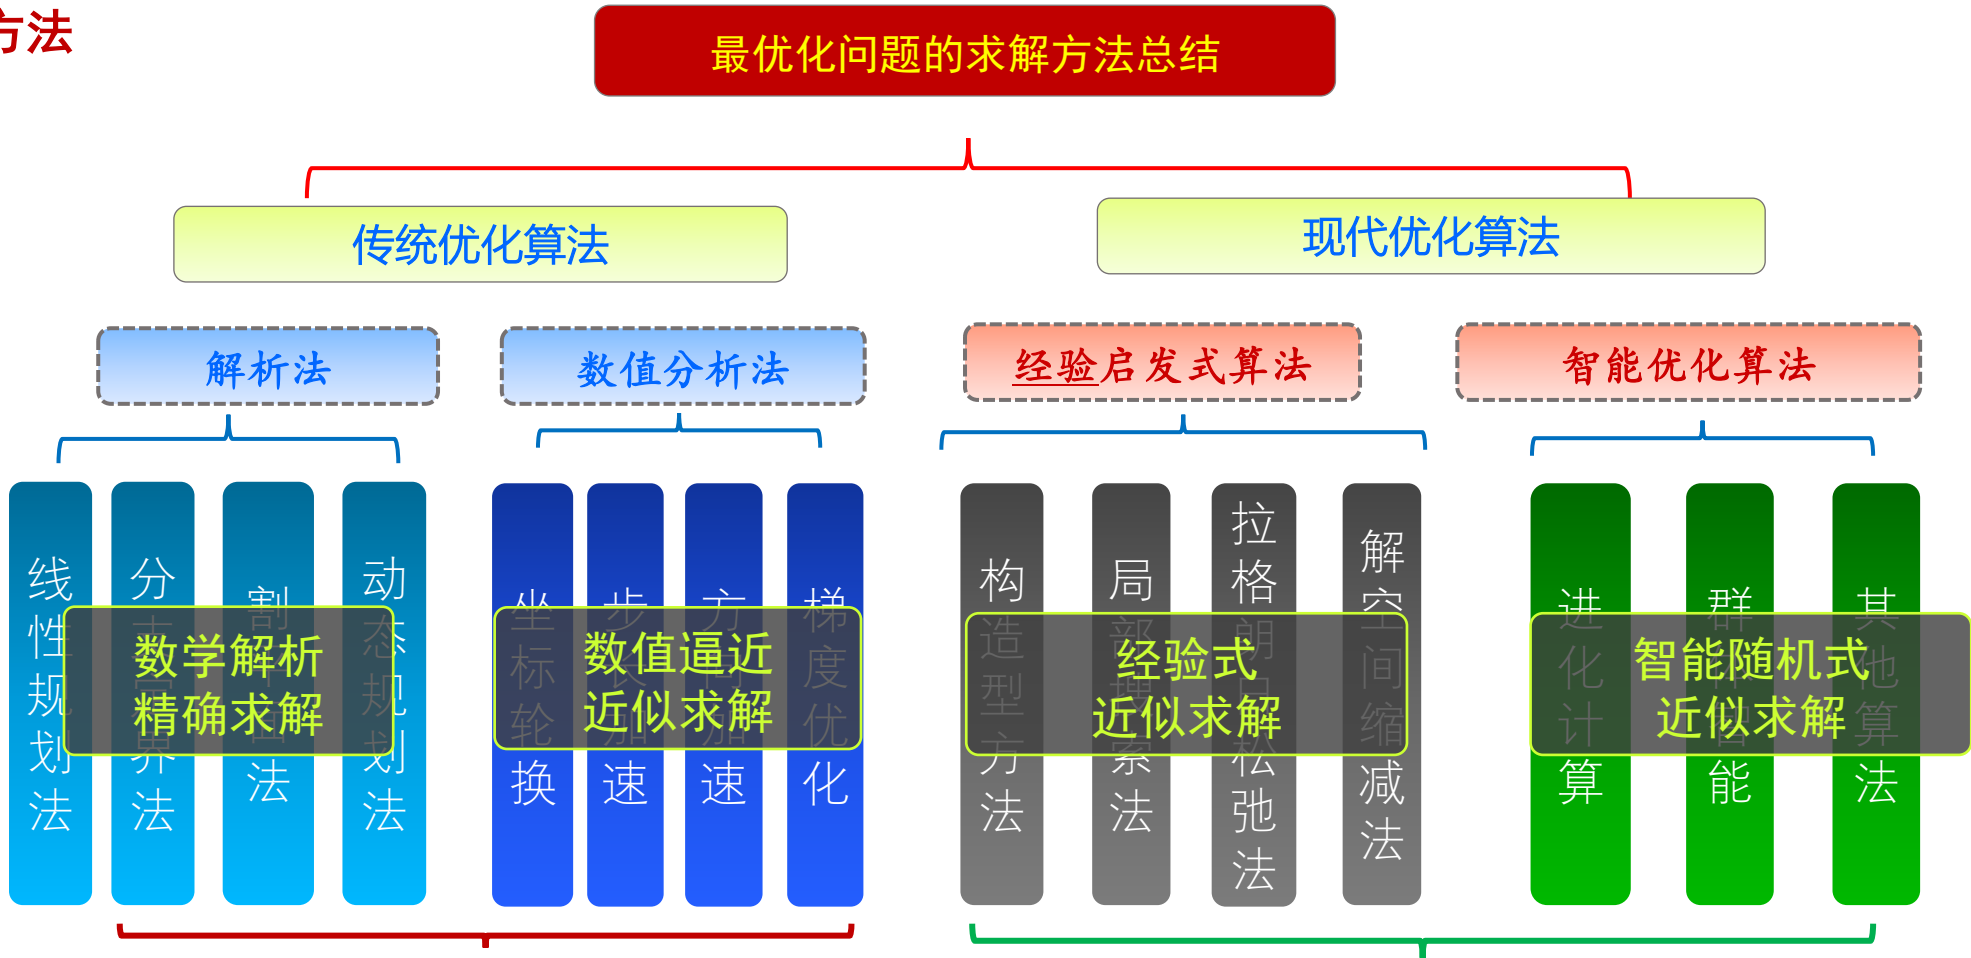 方法
最优化问题的求解方法总结
传统优化算法
现代优化算法
解析法
数值分析法
经验启发式算法
智能优化算法
线性规划法
分支定界法
割平面法
动态规划法
坐标轮换
步长加速
方向加速
梯度优化
构造型方法
局部搜索法
拉格朗日松弛法
解空间缩减法
进化计算
群体智能
其他算法
数学解析
精确求解
数值逼近
近似求解
经验式
近似求解
智能随机式
近似求解